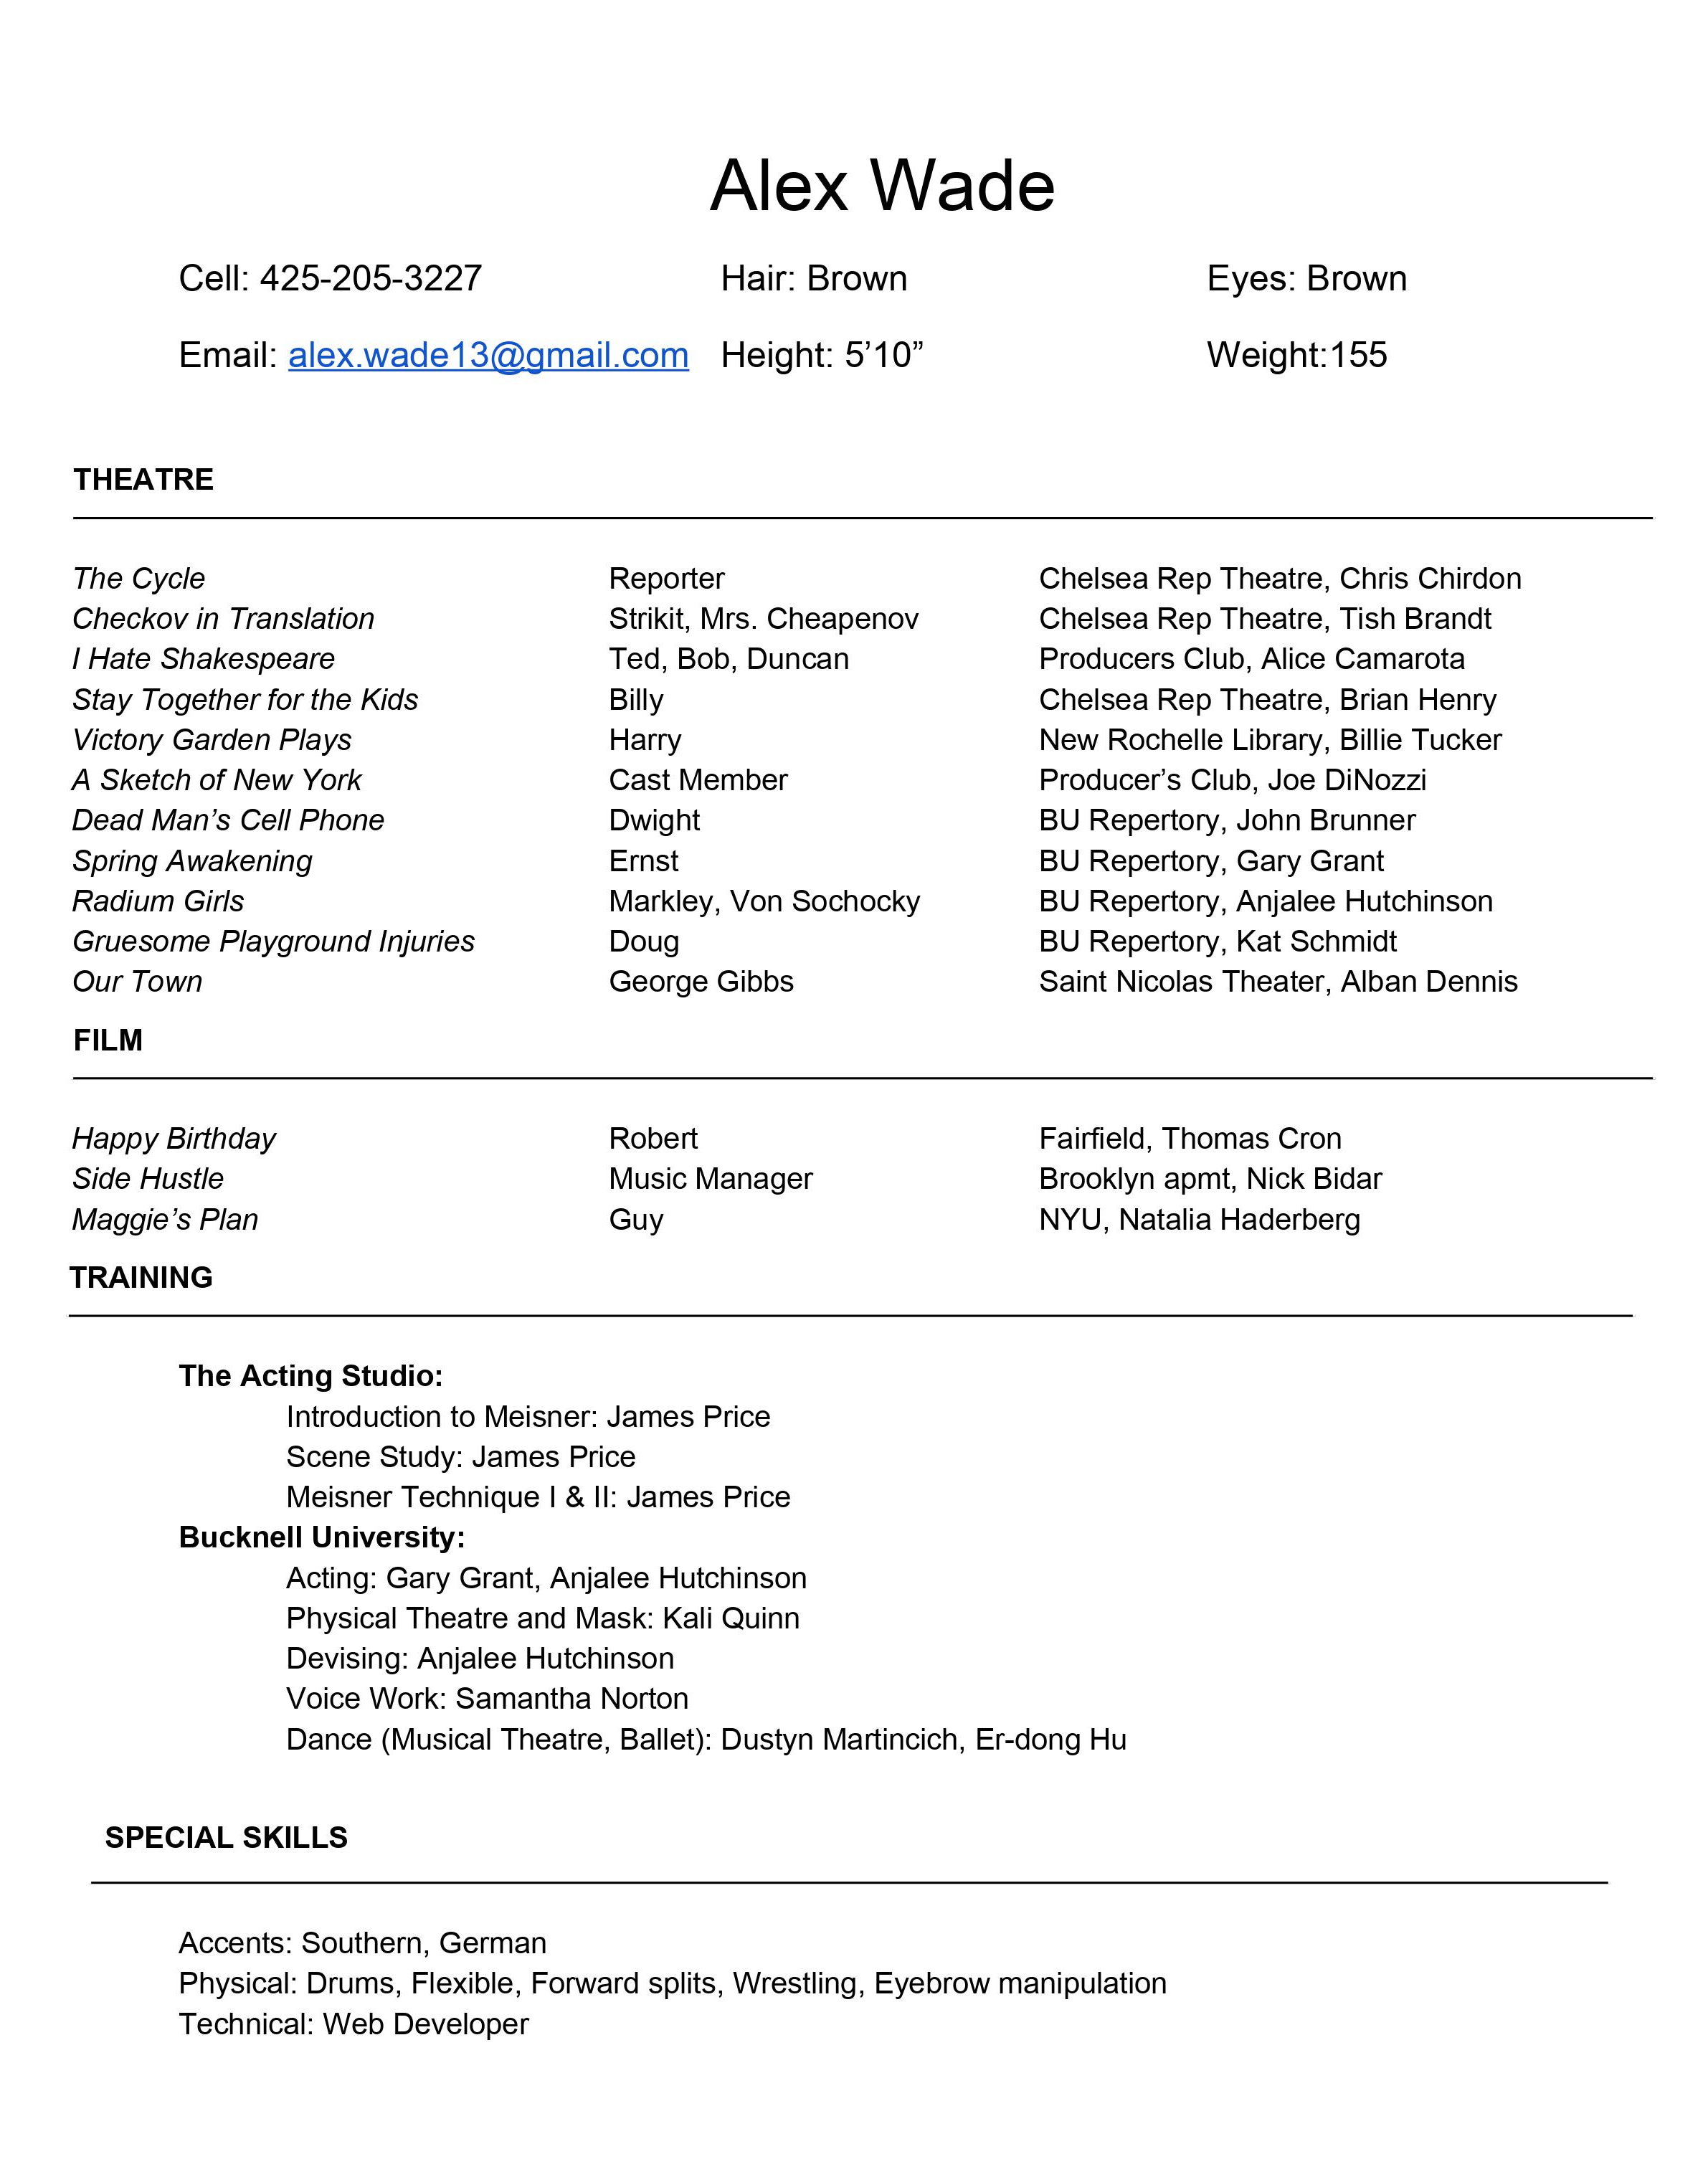 Alex Wade
Cell: 425-205-3227 Hair: Brown Eyes: Brown
Email: alex.wade13@gmail.com Height: 5’10” Weight:155
THEATRE
The Cycle Reporter Chelsea Rep Theatre, Chris Chirdon
Checkov in Translation Strikit, Mrs. Cheapenov Chelsea Rep Theatre, Tish Brandt
I Hate Shakespeare Ted, Bob, Duncan Producers Club, Alice Camarota
Stay Together for the Kids Billy Chelsea Rep Theatre, Brian Henry
Victory Garden Plays Harry New Rochelle Library, Billie Tucker
A Sketch of New York Cast Member Producer’s Club, Joe DiNozzi
Dead Man’s Cell Phone Dwight BU Repertory, John Brunner
Spring Awakening Ernst BU Repertory, Gary Grant
Radium Girls Markley, Von Sochocky BU Repertory, Anjalee Hutchinson
Gruesome Playground Injuries Doug BU Repertory, Kat Schmidt
Our Town George Gibbs Saint Nicolas Theater, Alban Dennis
FILM
Happy Birthday Robert Fairfield, Thomas Cron
Side Hustle Music Manager Brooklyn apmt, Nick Bidar
Maggie’s Plan Guy NYU, Natalia Haderberg
TRAINING
The Acting Studio:
Introduction to Meisner: James Price
Scene Study: James Price
Meisner Technique I & II: James Price
Bucknell University:
Acting: Gary Grant, Anjalee Hutchinson
Physical Theatre and Mask: Kali Quinn
Devising: Anjalee Hutchinson
Voice Work: Samantha Norton
Dance (Musical Theatre, Ballet): Dustyn Martincich, Er-dong Hu
SPECIAL SKILLS
Accents: Southern, German
Physical: Drums, Flexible, Forward splits, Wrestling, Eyebrow manipulation
Technical: Web Developer